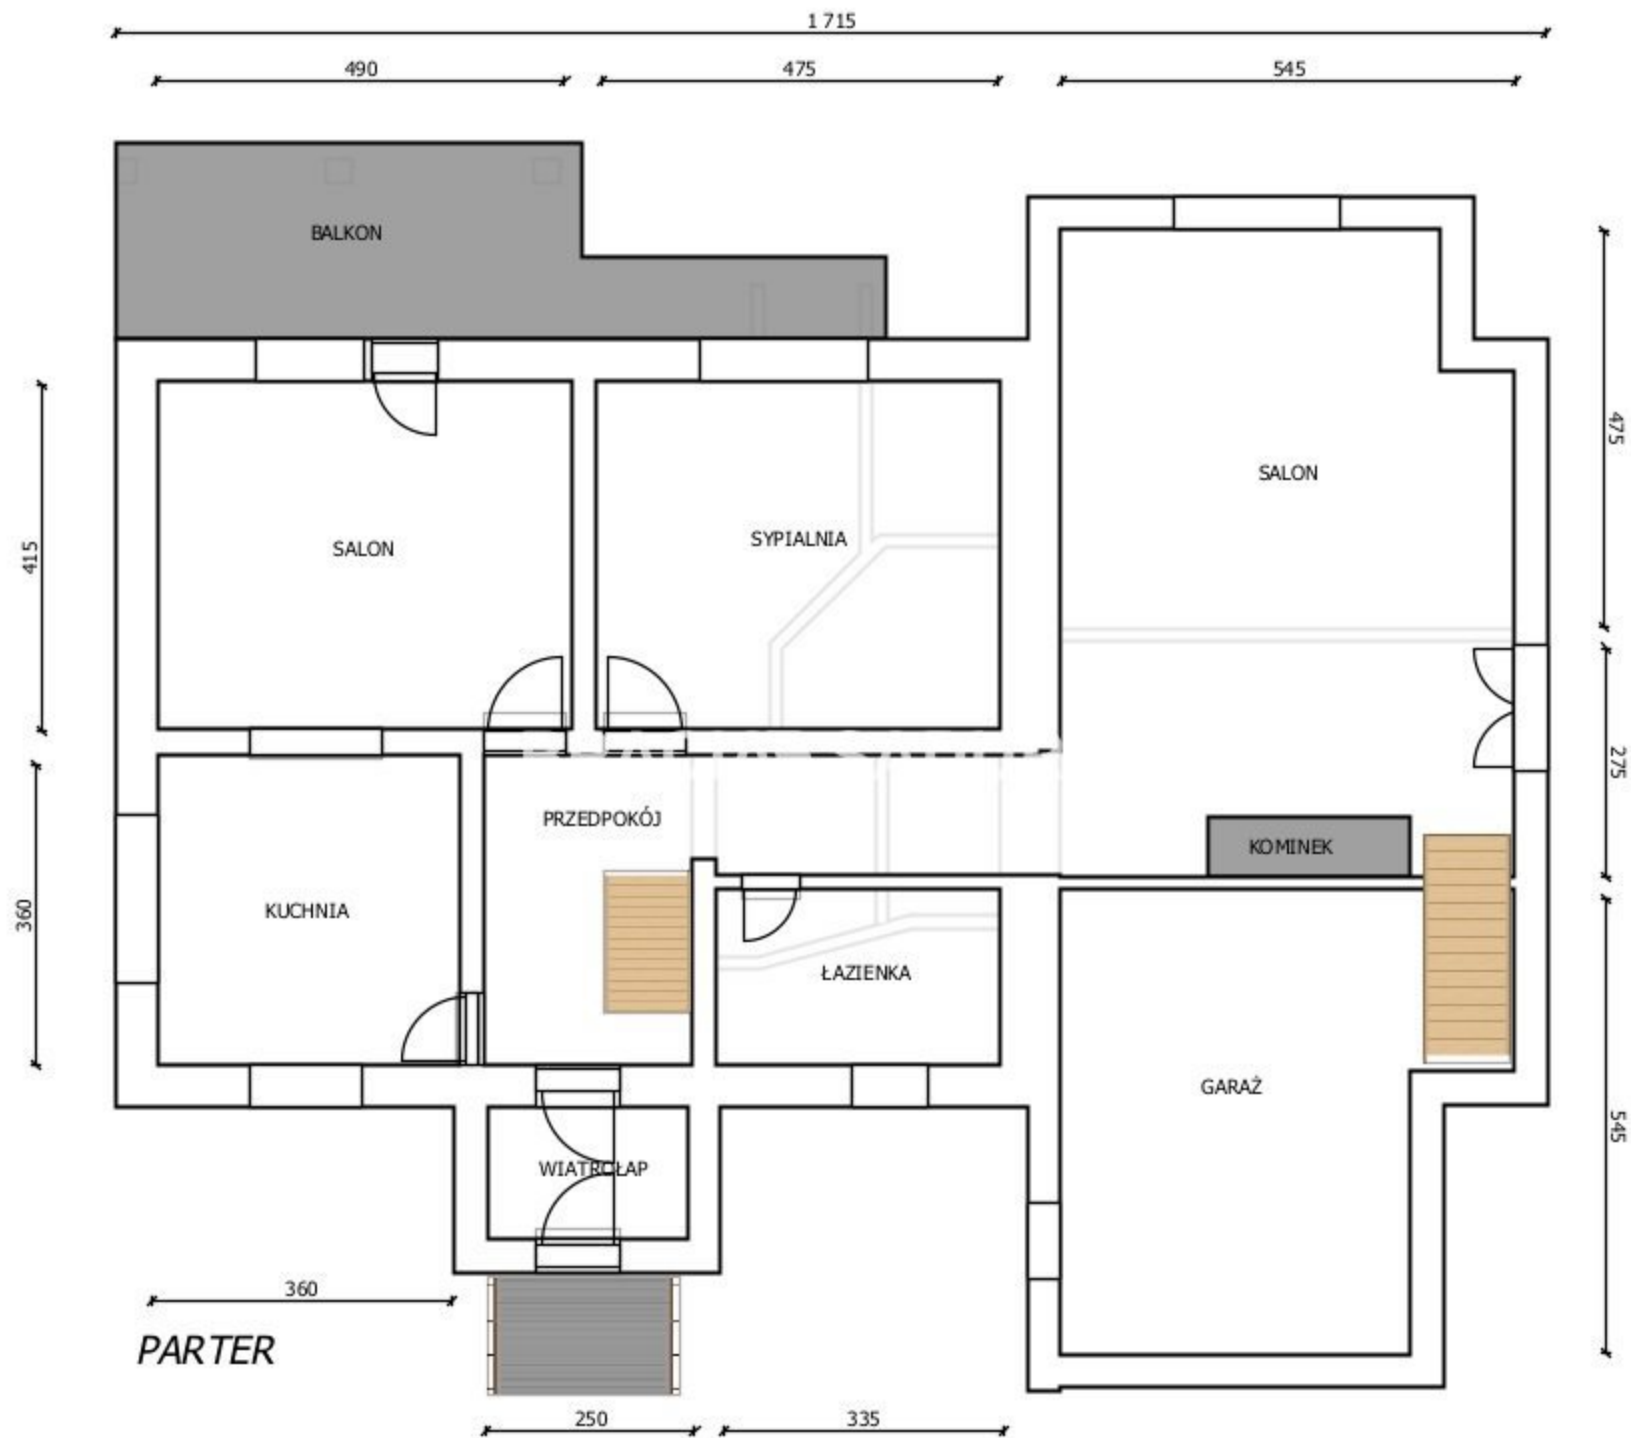 1 715
490
475
545
BALKON
SALON
SYPIALNIA
SALON
415
475
PRZEDPOKÓJ
275
KOMINEK
KUCHNIA
360
ŁAZIENKA
GARAŻ
545
WIATROŁAP
360
PARTER
250
335